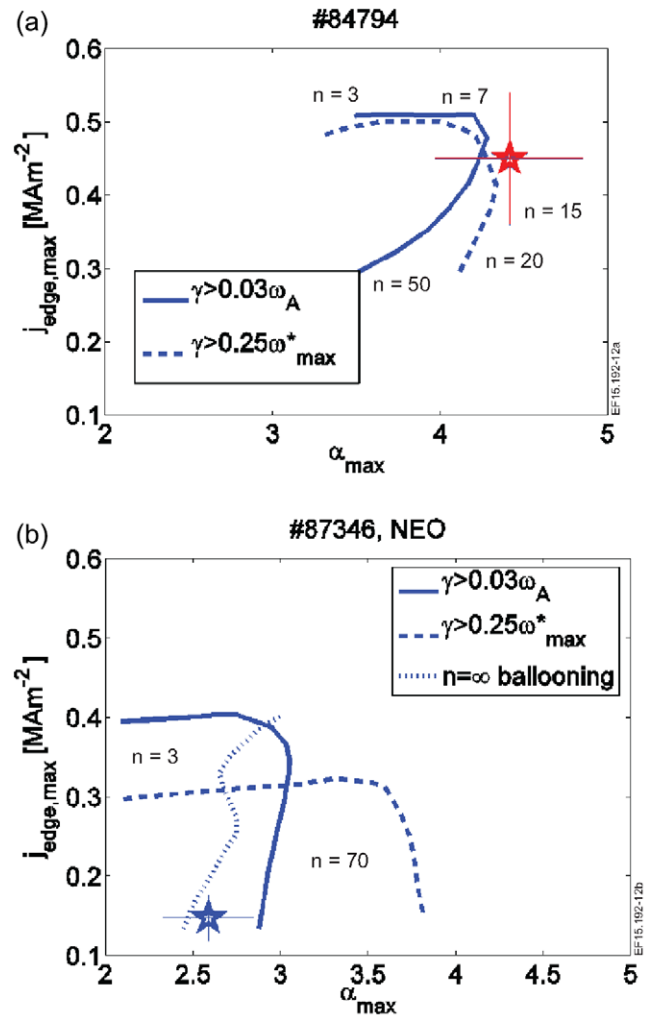 (a)
#84794
0.6
0.5
0.4
0.3
0.2
0.1
j_edge,max [MAm⁻²]
n = 3
n = 7
n = 15
n = 20
n = 50
γ>0.03ω_A
γ>0.25ω*_max
2
3
4
5
α_max
EF15.192-12a
(b)
#87346, NEO
0.6
0.5
0.4
0.3
0.2
0.1
j_edge,max [MAm⁻²]
γ>0.03ω_A
γ>0.25ω*_max
n=∞ ballooning
n = 3
n = 70
2
2.5
3
3.5
4
4.5
5
α_max
EF15.192-12b